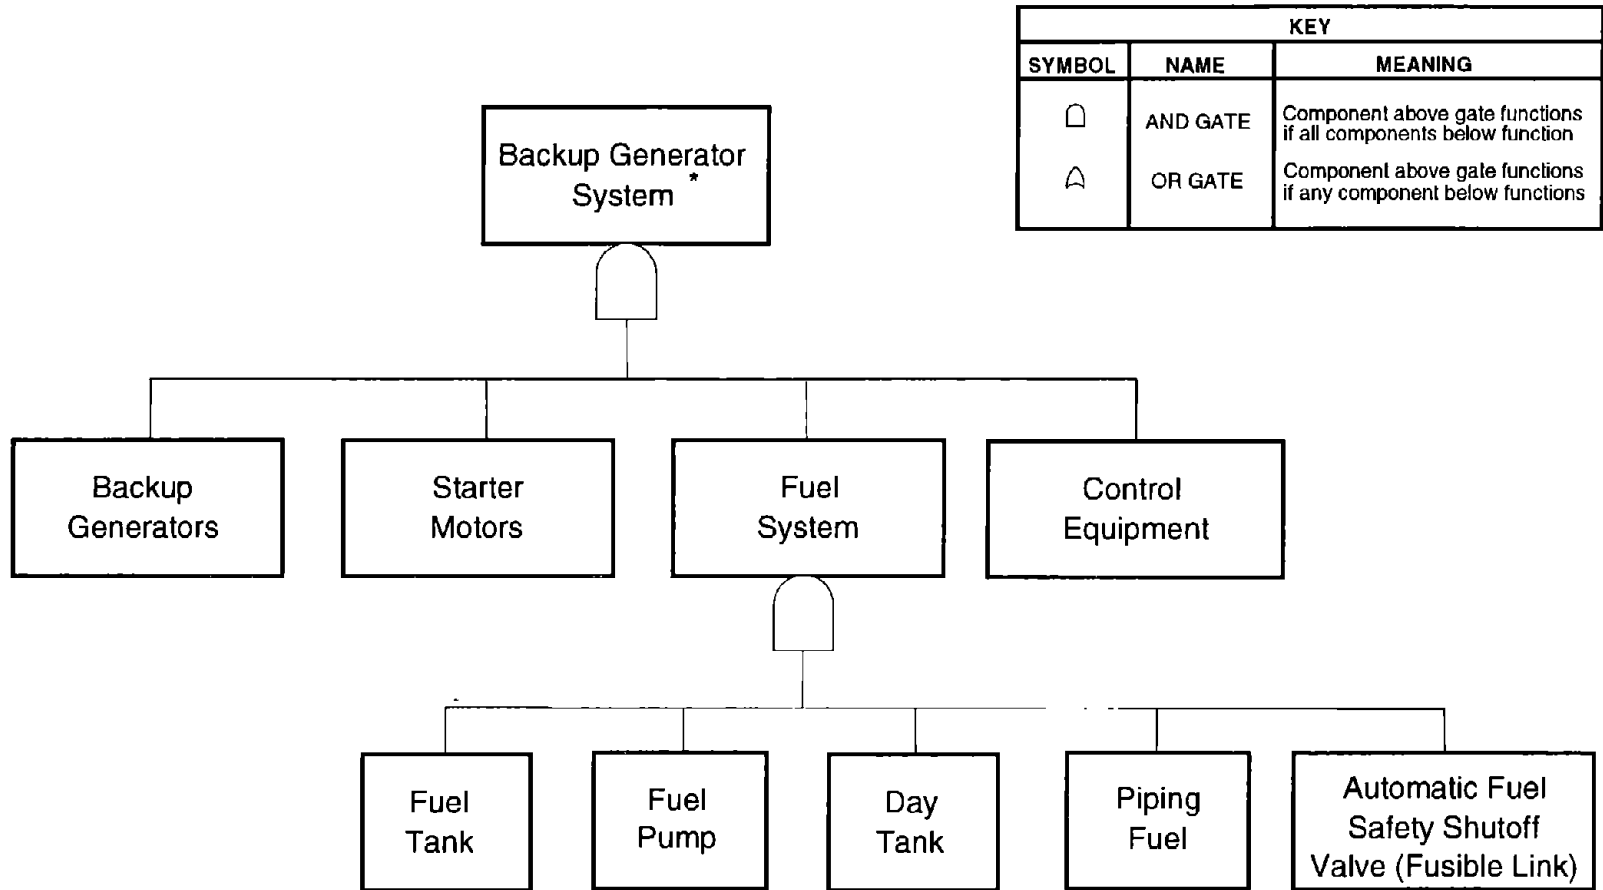 KEY
SYMBOL NAME MEANING
AND GATE Component above gate functions
if all components below function
OR GATE Component above gate functions
if any component below functions
Backup Generator
System *
Backup
Generators
Starter
Motors
Fuel
System
Control
Equipment
Fuel
Tank
Fuel
Pump
Day
Tank
Piping
Fuel
Automatic Fuel
Safety Shutoff
Valve (Fusible Link)